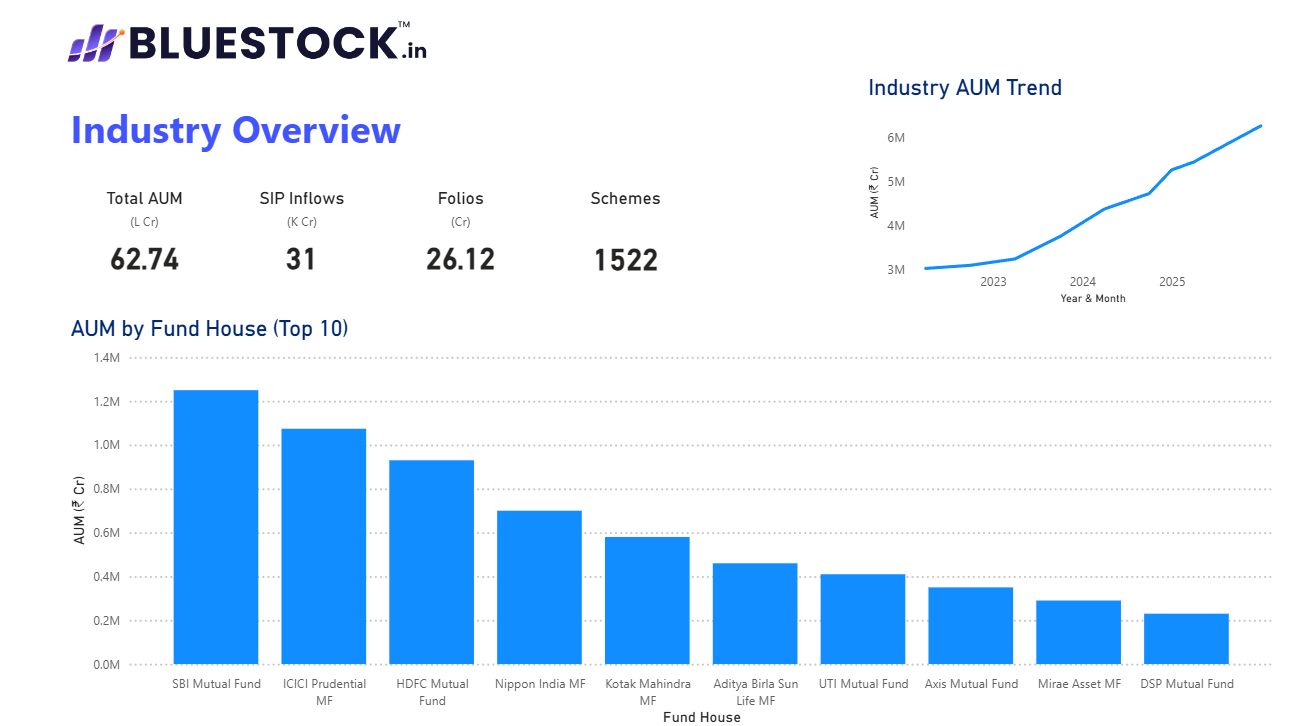 BLUESTOCK™.in
Industry Overview
Total AUM
(L Cr)
62.74
SIP Inflows
(K Cr)
31
Folios
(Cr)
26.12
Schemes
1522
Industry AUM Trend
AUM (₹ Cr)
6M
5M
4M
3M
2023 2024 2025
Year & Month
AUM by Fund House (Top 10)
AUM (₹ Cr)
1.4M
1.2M
1.0M
0.8M
0.6M
0.4M
0.2M
0.0M
SBI Mutual Fund
ICICI Prudential
MF
HDFC Mutual
Fund
Nippon India MF
Kotak Mahindra
MF
Aditya Birla Sun
Life MF
UTI Mutual Fund
Axis Mutual Fund
Mirae Asset MF
DSP Mutual Fund
Fund House